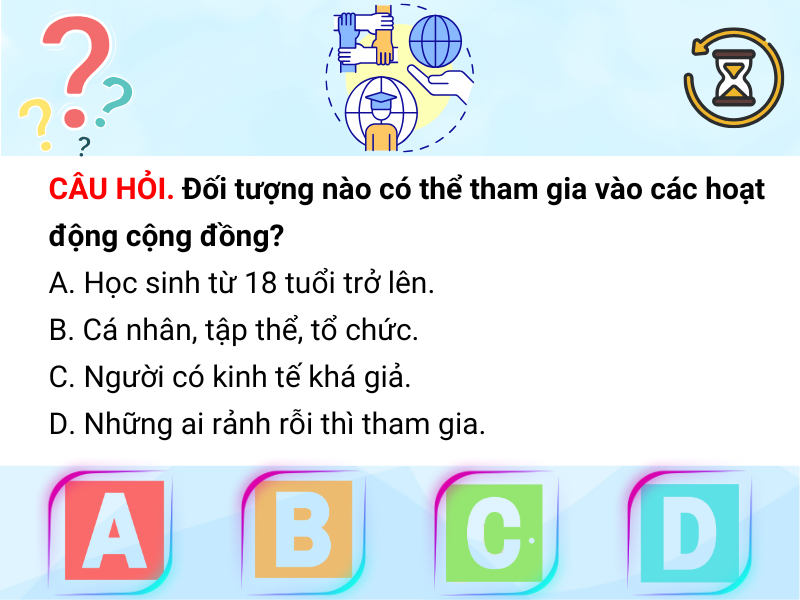 ? ? ? ?
CÂU HỎI. Đối tượng nào có thể tham gia vào các hoạt
động cộng đồng?
A. Học sinh từ 18 tuổi trở lên.
B. Cá nhân, tập thể, tổ chức.
C. Người có kinh tế khá giả.
D. Những ai rảnh rỗi thì tham gia.
A B C D